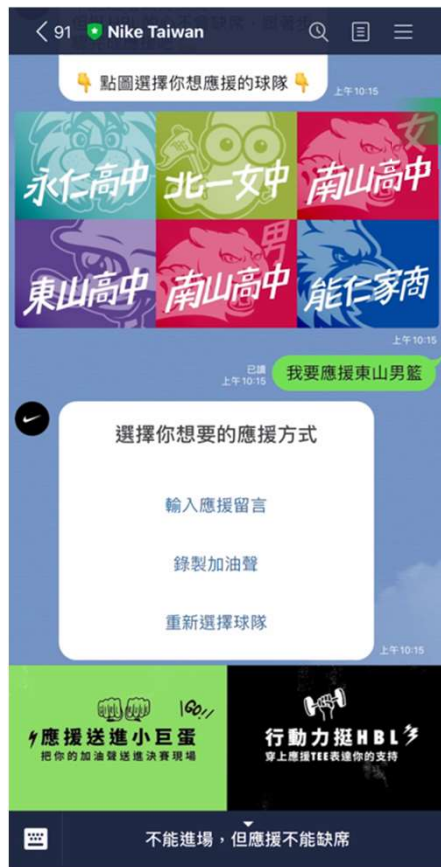 91 Nike Taiwan
點圖選擇你想應援的球隊
上午10:15
永仁高中
北一女中
女
南山高中
東山高中
男
南山高中
能仁家商
上午10:15
已讀
上午10:15
我要應援東山男籃
選擇你想要的應援方式
輸入應援留言
錄製加油聲
重新選擇球隊
上午10:15
GO!!
應援送進小巨蛋
把你的加油聲送進決賽現場
行動力挺HBL
穿上應援TEE表達你的支持
不能進場，但應援不能缺席